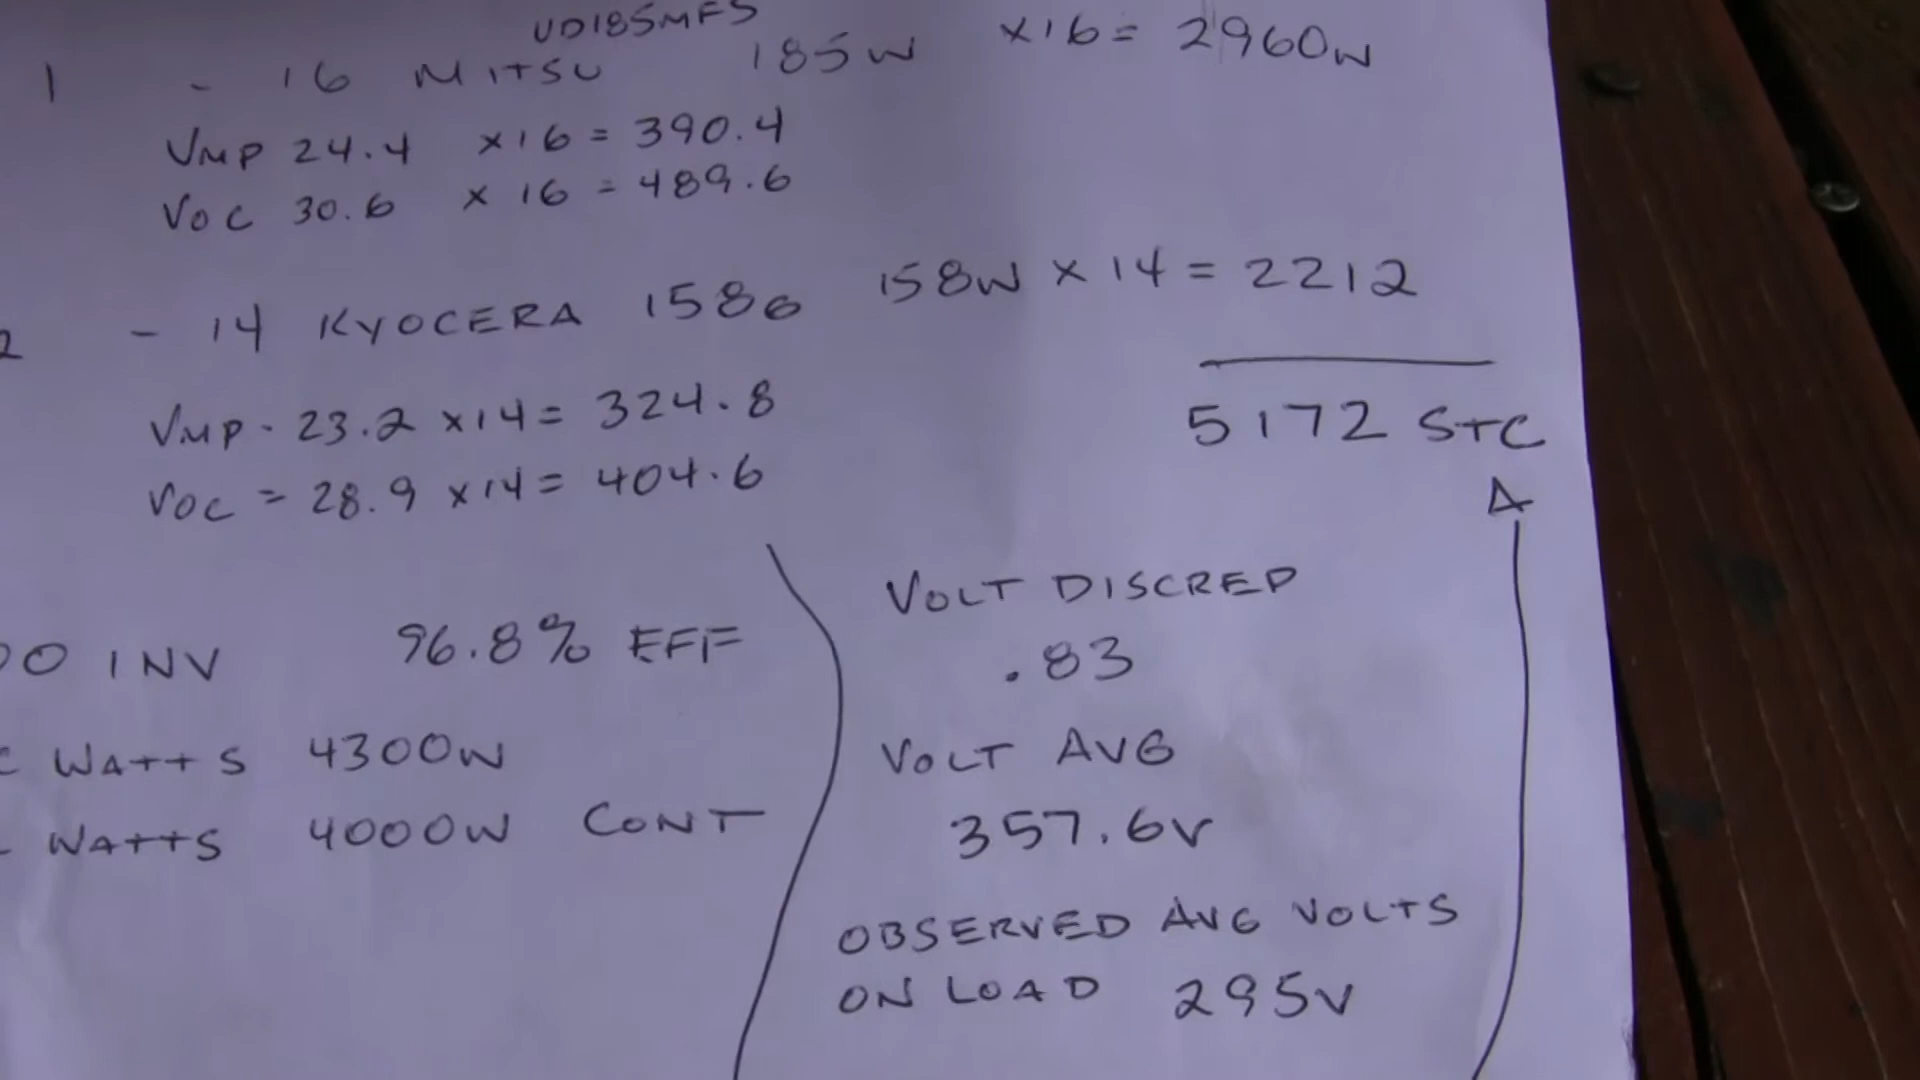 UD185MF5
1 - 16 MITSU 185W x16= 2960W
VMP 24.4 x16 = 390.4
VOC 30.6 x 16 = 489.6
2 - 14 KYOCERA 158G 158W x 14 = 2212
5172 STC
VMP - 23.2 x14= 324.8
VOC = 28.9 x14= 404.6
INV 96.8% EFF
WATTS 4300W
WATTS 4000W CONT
VOLT DISCREP
.83
VOLT AVG
357.6V
OBSERVED AVG VOLTS
ON LOAD 295V